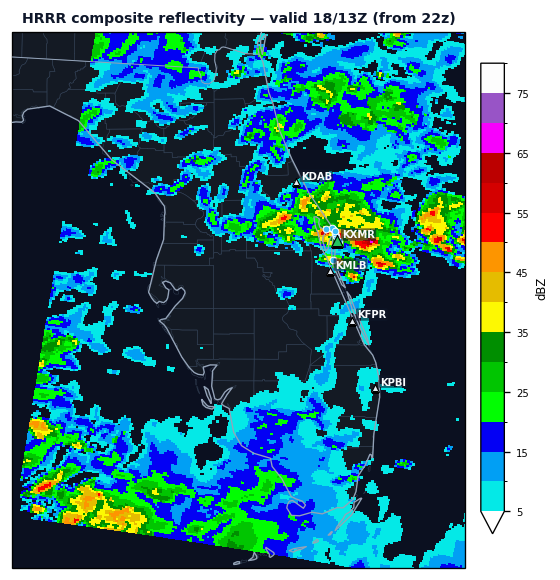 HRRR composite reflectivity — valid 18/13Z (from 22z)
KDAB
KXMR
KMLB
KFPR
KPBI
75
65
55
45
35
25
15
5
dBZ